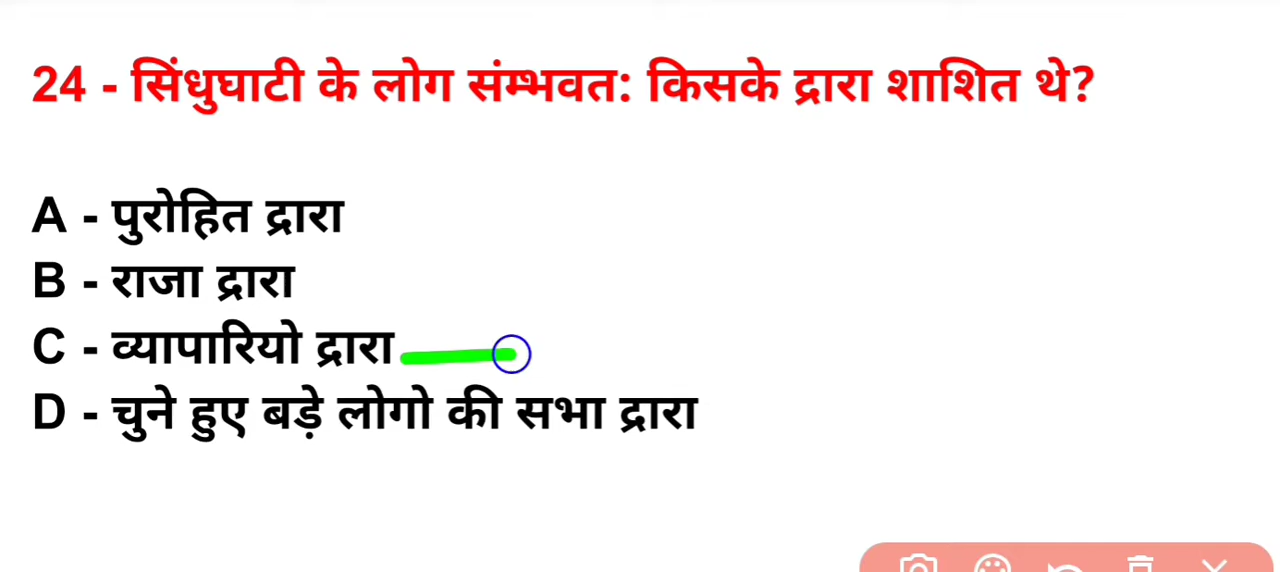 24 - सिंधुघाटी के लोग संम्भवत: किसके द्रारा शाशित थे?
A - पुरोहित द्रारा
B - राजा द्रारा
C - व्यापारियो द्रारा
D - चुने हुए बड़े लोगो की सभा द्रारा